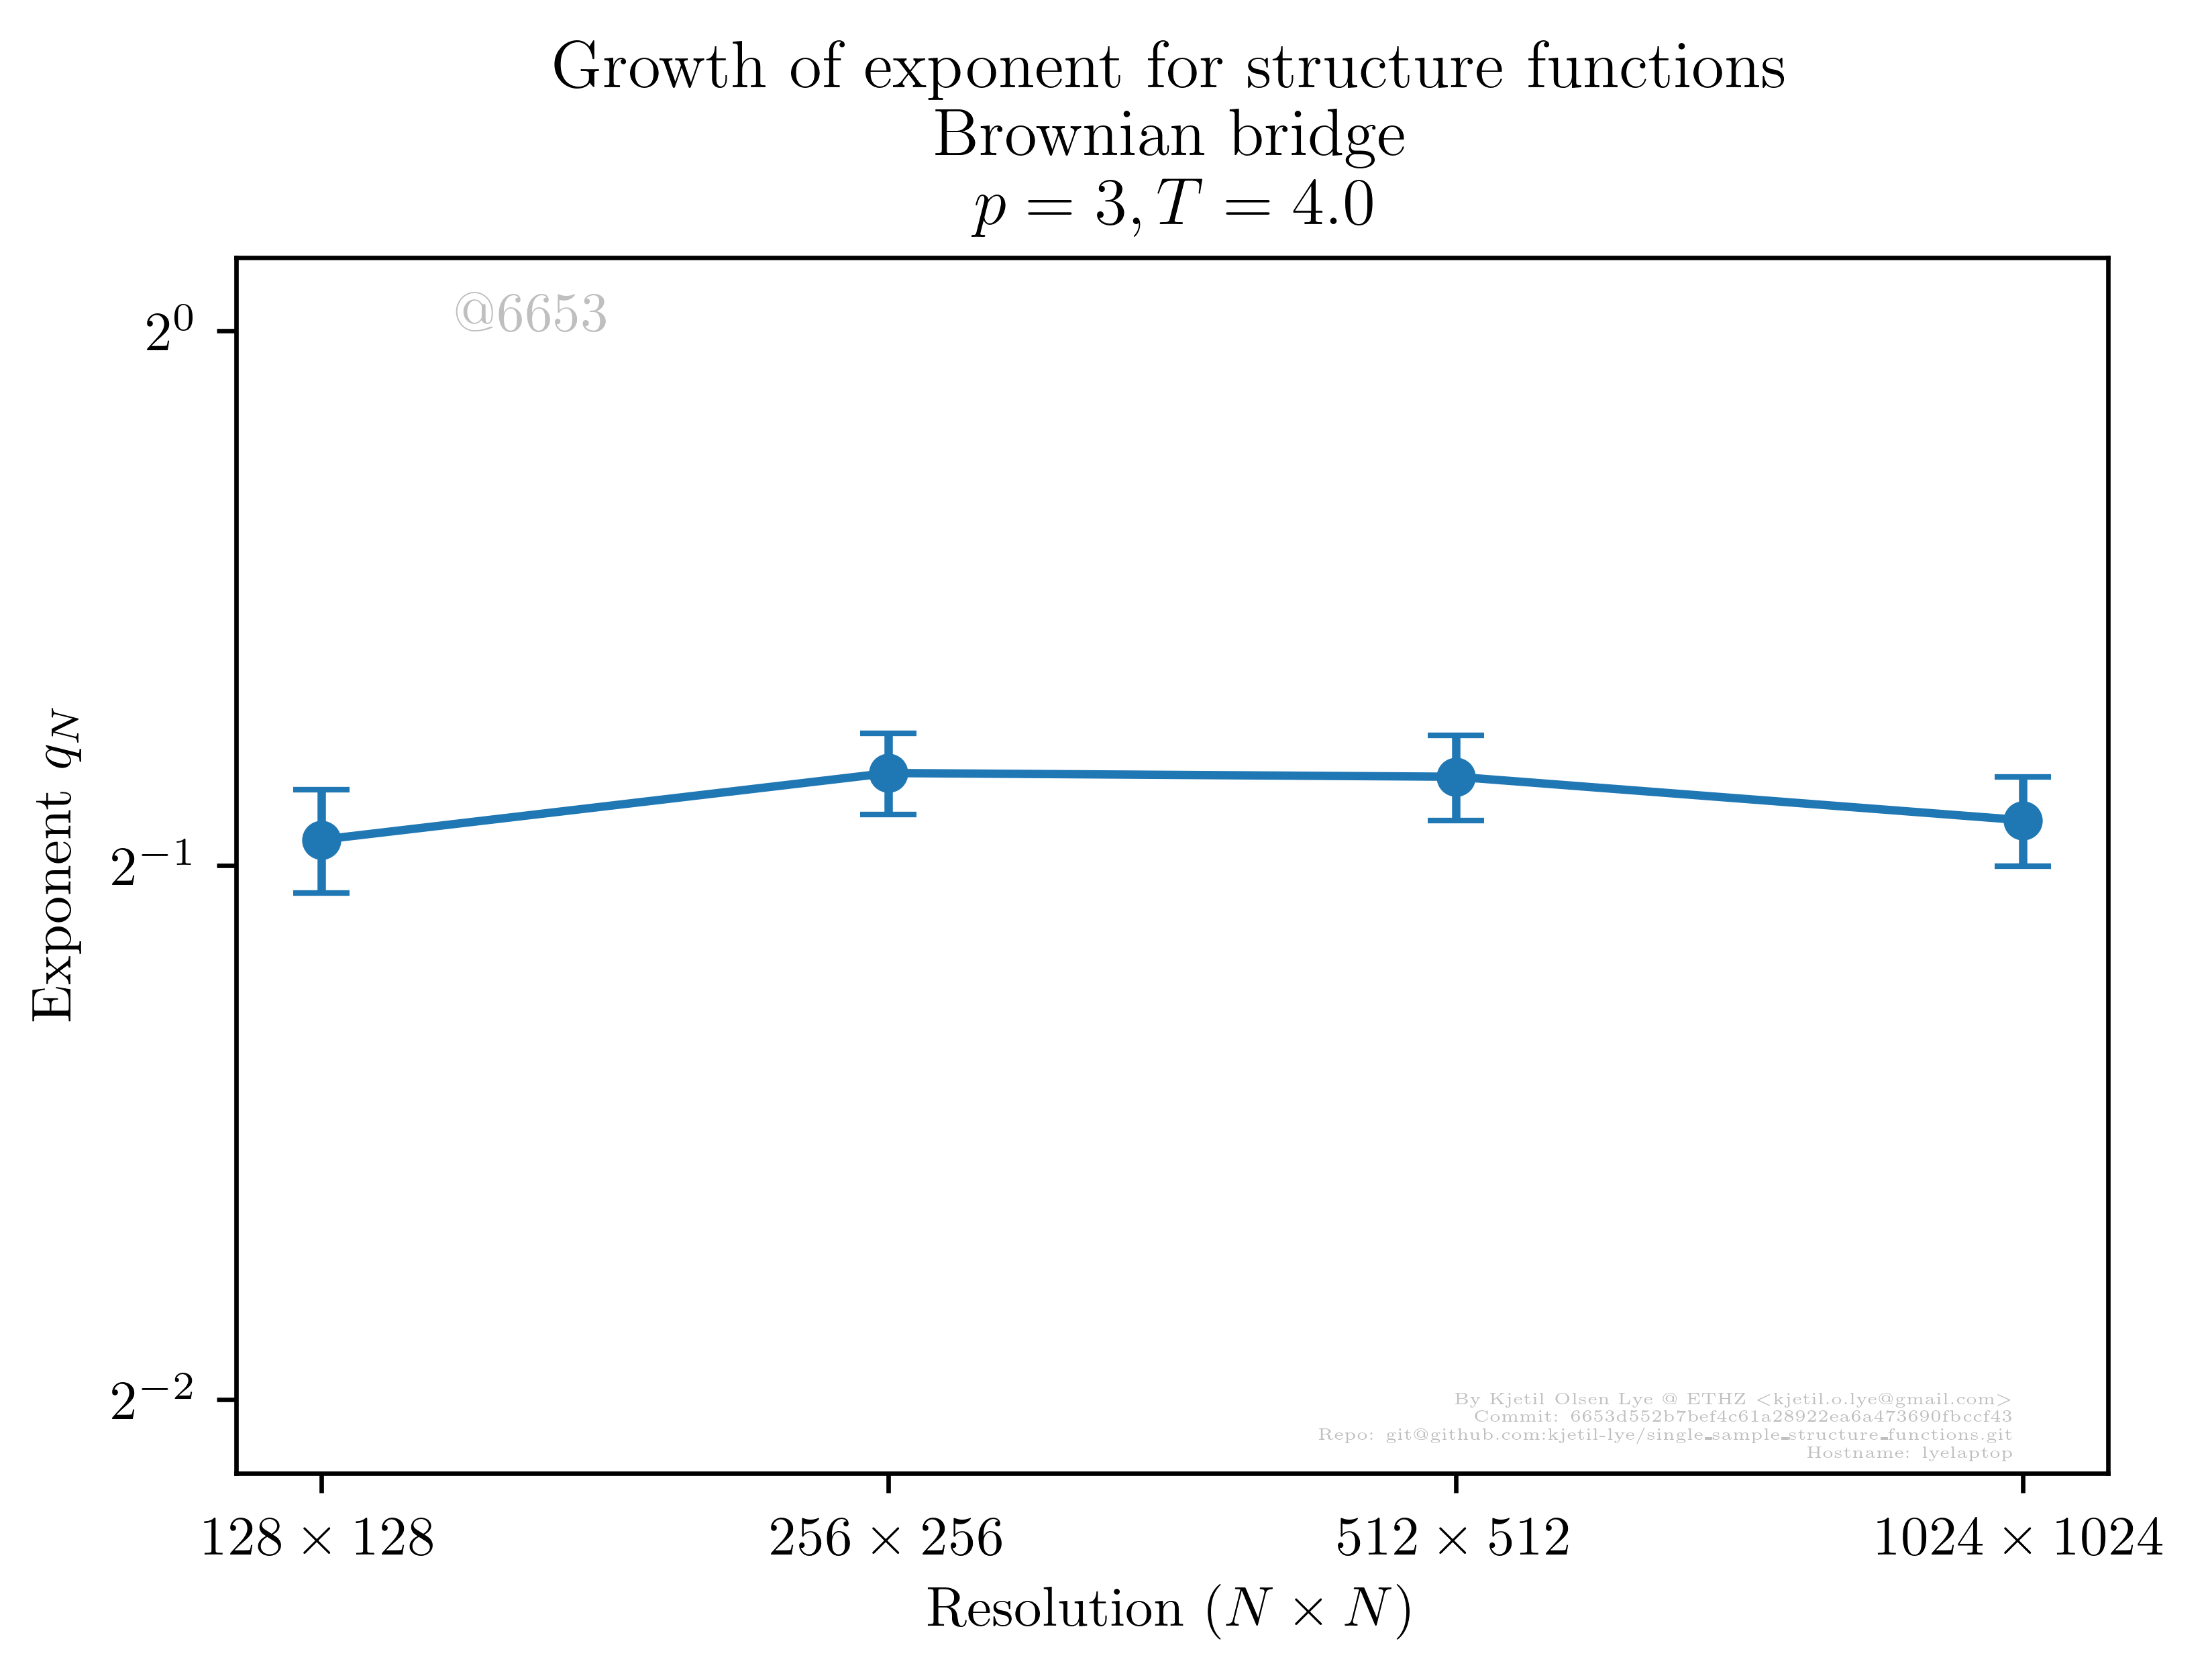 Growth of exponent for structure functions
Brownian bridge
p = 3, T = 4.0
@6653
2⁰
2⁻¹
2⁻²
Exponent q_N
By Kjetil Olsen Lye @ ETHZ <kjetil.o.lye@gmail.com>
Commit: 6653d552b7bef4c61a28922ea6a473690fbccf43
Repo: git@github.com:kjetil-lye/single_sample_structure_functions.git
Hostname: lyelaptop
128 × 128 256 × 256 512 × 512 1024 × 1024
Resolution (N × N)